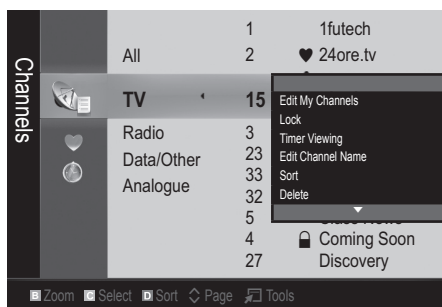 Channels
1 1futech
All 2 ♥ 24ore.tv
TV 15
Radio 3
Data/Other 23
Analogue 33
32
5
4 Coming Soon
27 Discovery
Edit My Channels
Lock
Timer Viewing
Edit Channel Name
Sort
Delete
B Zoom C Select D Sort Page Tools